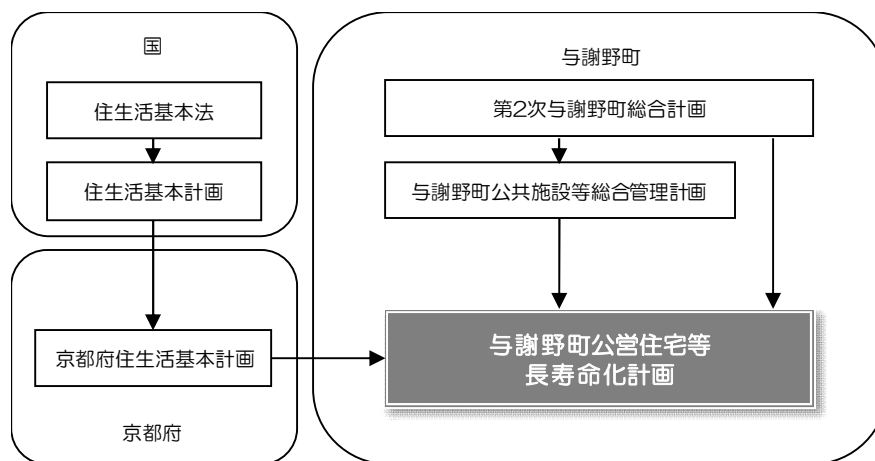 国
住生活基本法
住生活基本計画
京都府住生活基本計画
京都府
与謝野町
第2次与謝野町総合計画
与謝野町公共施設等総合管理計画
与謝野町公営住宅等
長寿命化計画